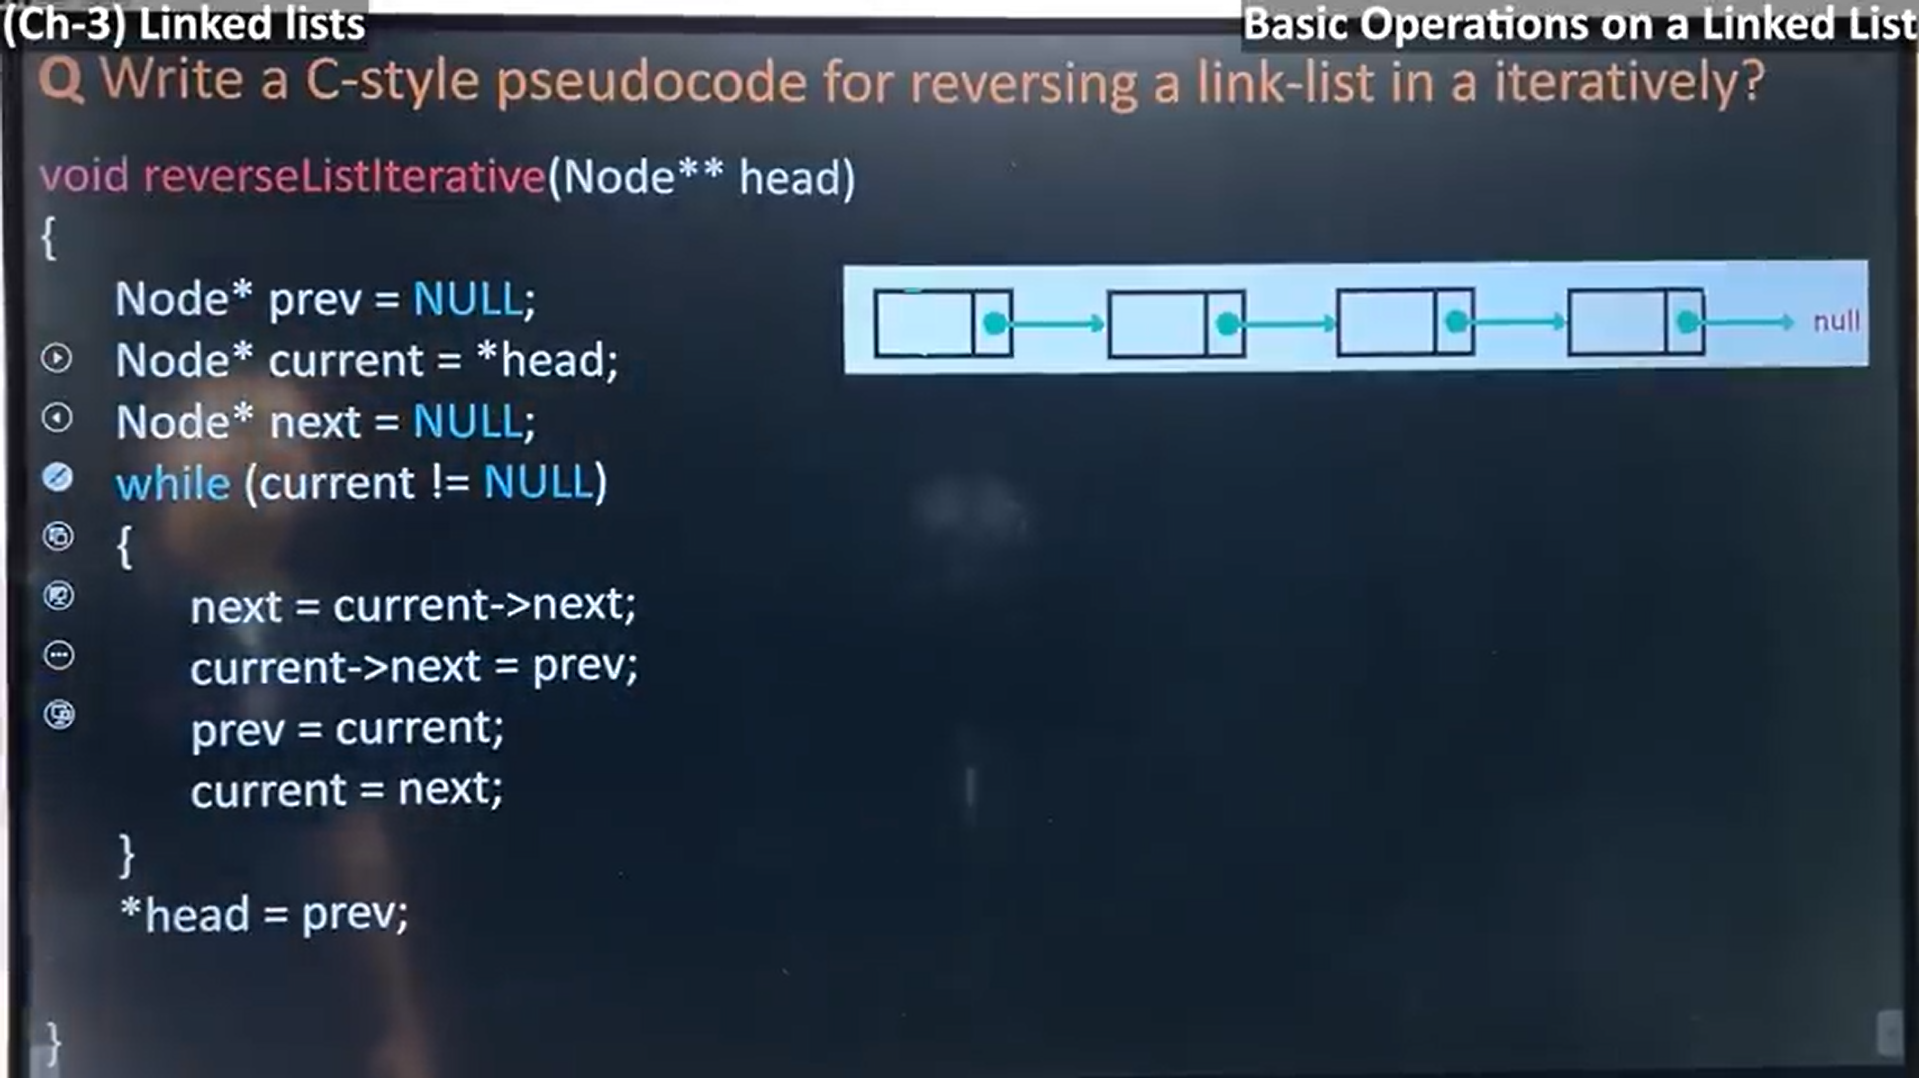 (Ch-3) Linked lists
Basic Operations on a Linked List
Q Write a C-style pseudocode for reversing a link-list in a iteratively?
void reverseListIterative(Node** head)
{
Node* prev = NULL;
Node* current = *head;
Node* next = NULL;
while (current != NULL)
{
next = current->next;
current->next = prev;
prev = current;
current = next;
}
*head = prev;
}
null